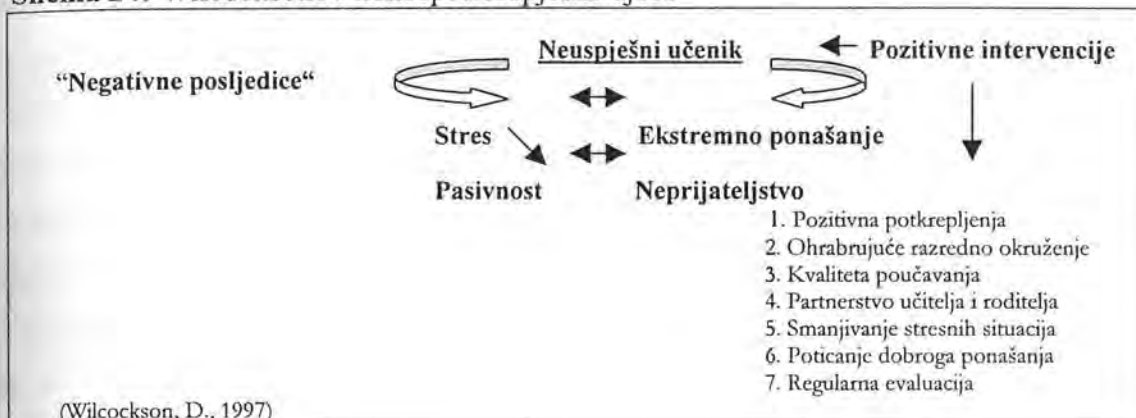 Neuspješni učenik
Pozitivne intervencije
“Negativne posljedice“
Stres
Ekstremno ponašanje
Pasivnost
Neprijateljstvo
1. Pozitivna potkrepljenja
2. Ohrabrujuće razredno okruženje
3. Kvaliteta poučavanja
4. Partnerstvo učitelja i roditelja
5. Smanjivanje stresnih situacija
6. Poticanje dobroga ponašanja
7. Regularna evaluacija
(Wilcockson, D., 1997)